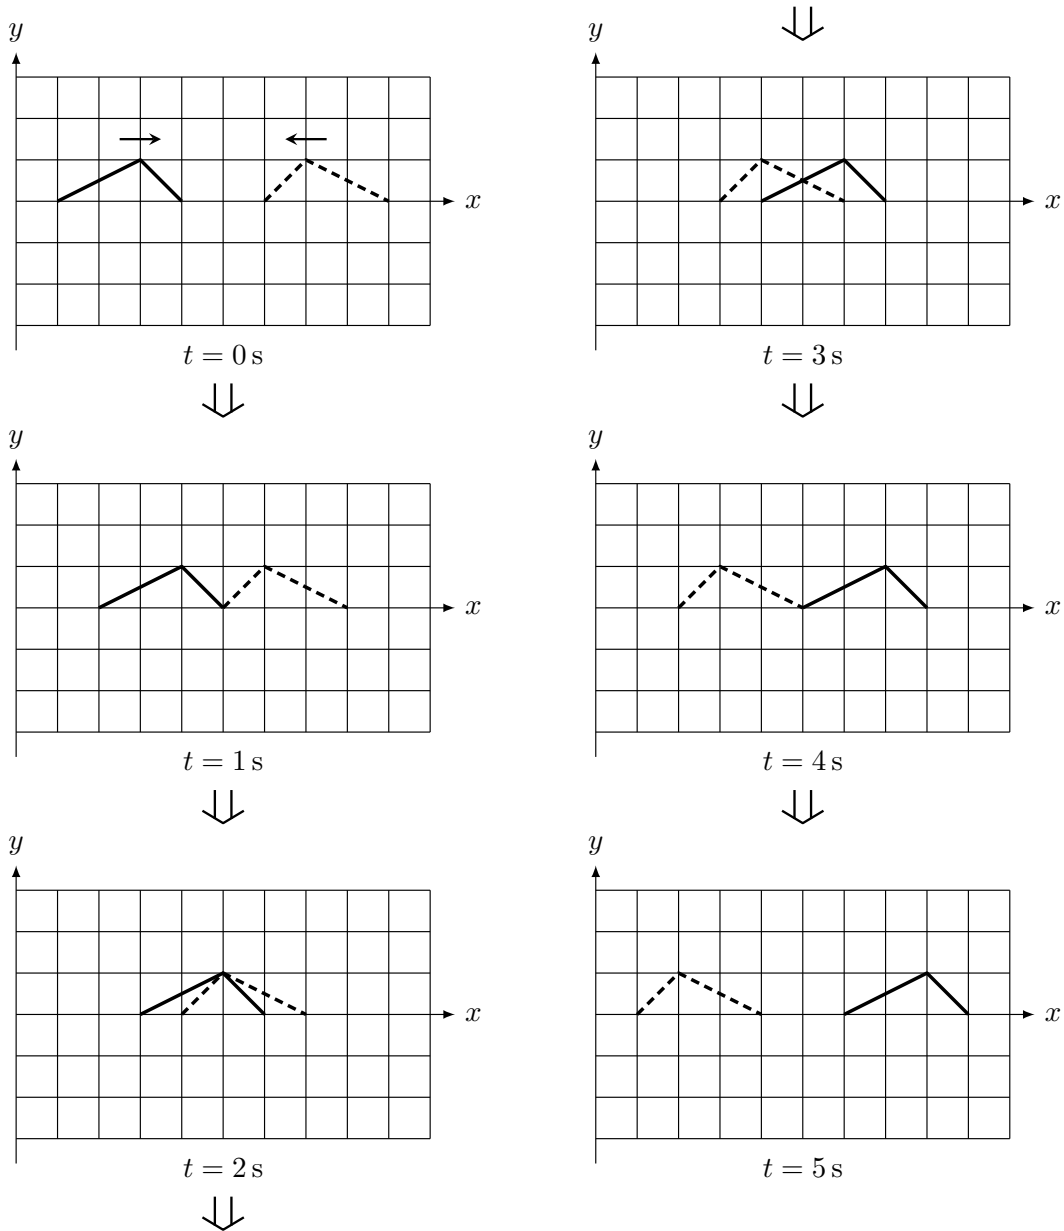 y
x
t = 0 s
y
x
t = 1 s
y
x
t = 2 s
y
x
t = 3 s
y
x
t = 4 s
y
x
t = 5 s